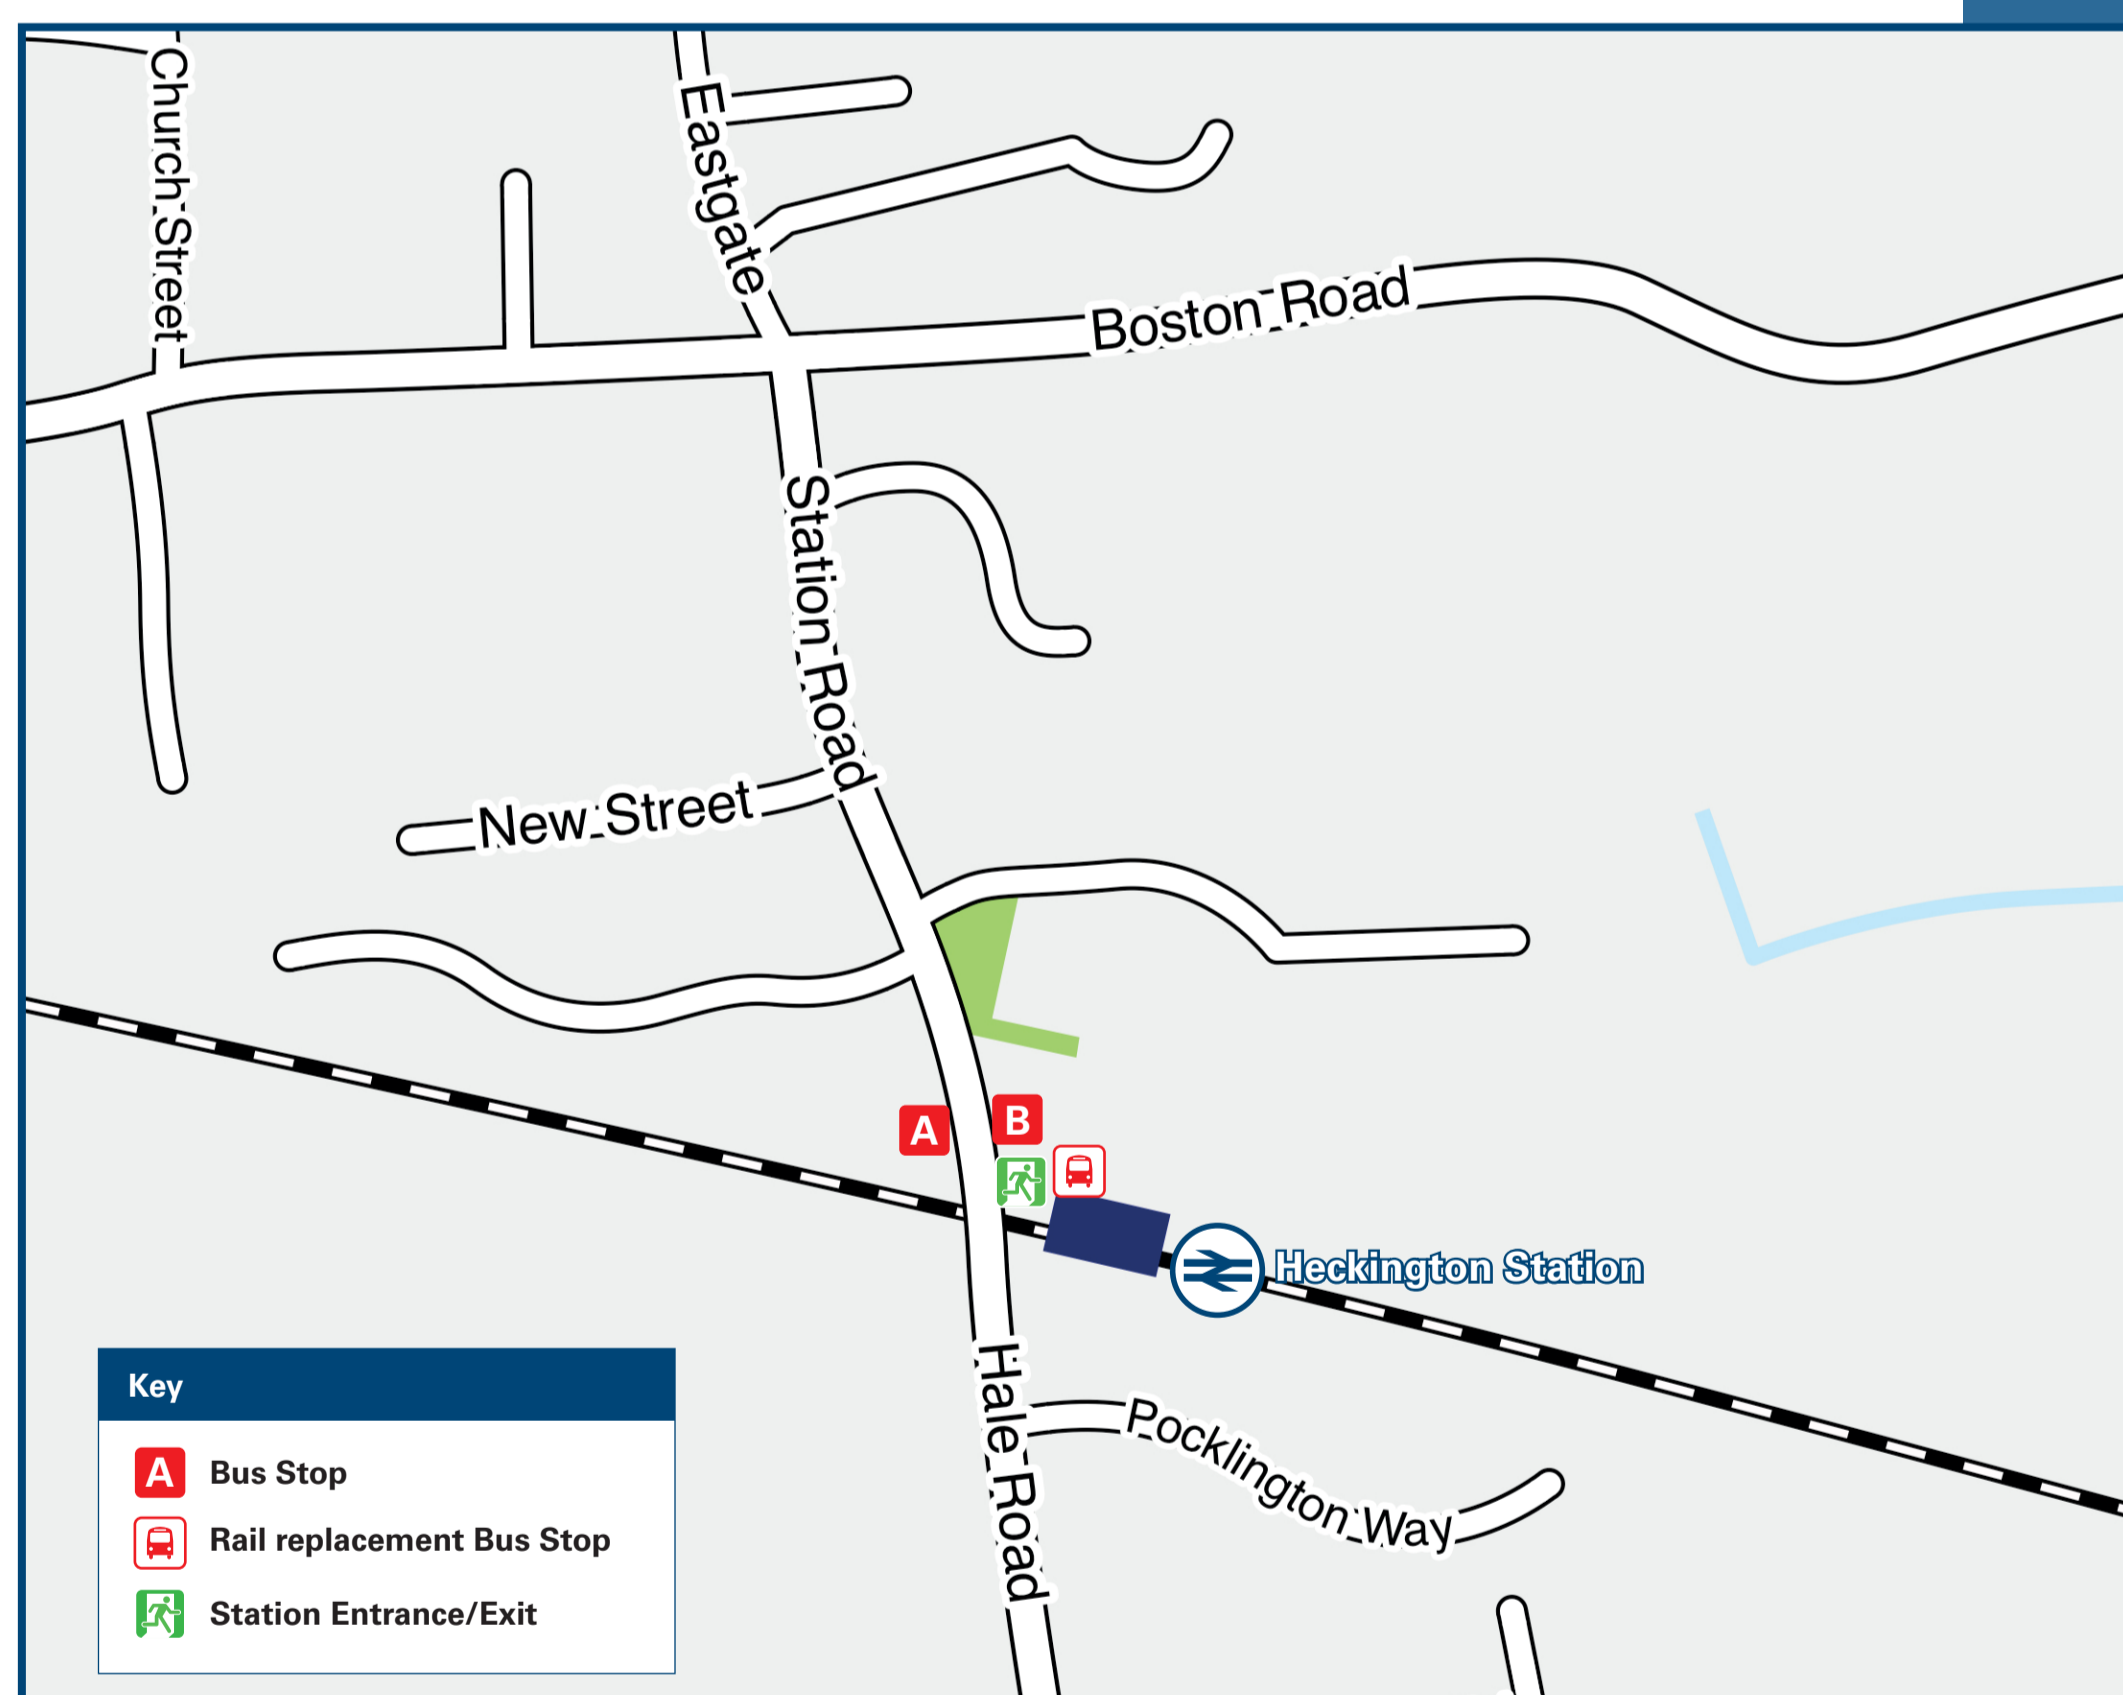 Church Street
Eastgate
Boston Road
Station Road
New Street
A
B
Heckington Station
Hale Road
Pocklington Way
Key
A Bus Stop
Rail replacement Bus Stop
Station Entrance/Exit